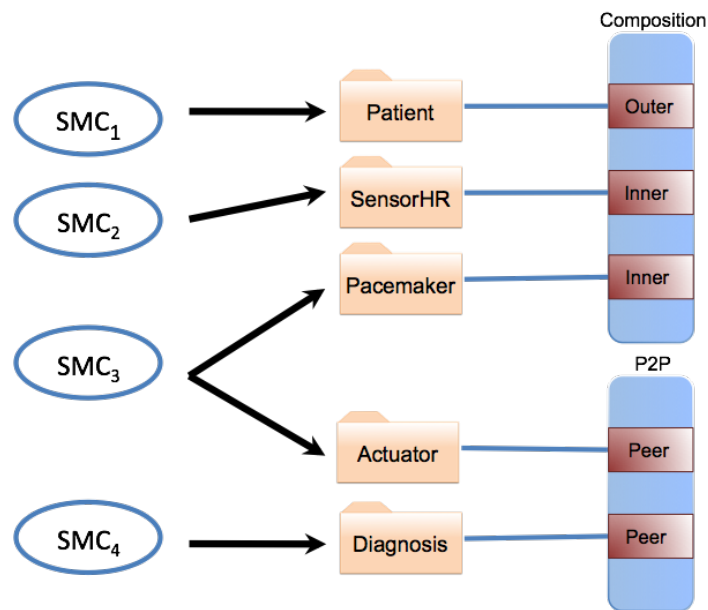 Composition
SMC₁ Patient Outer
SMC₂ SensorHR Inner
Pacemaker Inner
SMC₃
P2P
Actuator Peer
SMC₄ Diagnosis Peer